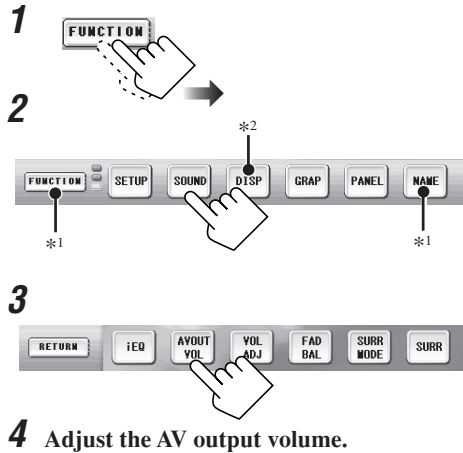 1
FUNCTION
2
*2
FUNCTION SETUP SOUND DISP GRAP PANEL NAME
*1 *1
3
RETURN iEQ AVOUT VOL VOL ADJ FAD BAL SURR MODE SURR
4 Adjust the AV output volume.